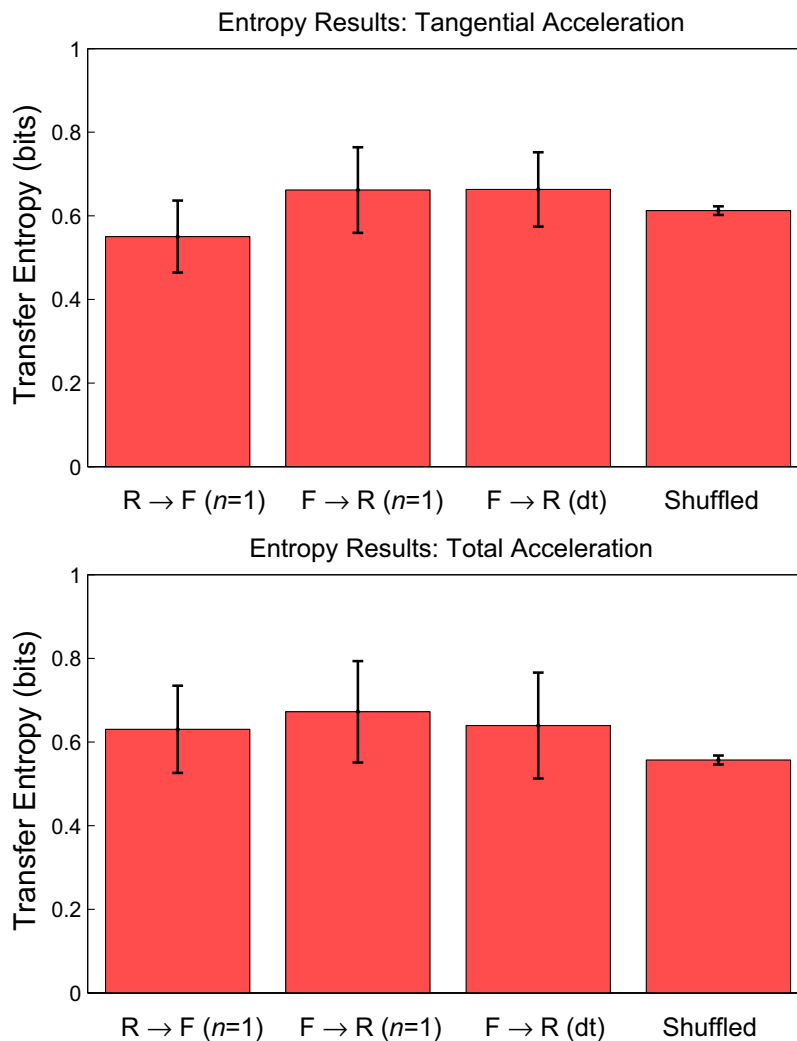 Entropy Results: Tangential Acceleration
1
0.8
0.6
0.4
0.2
0
Transfer Entropy (bits)
R → F (n=1) F → R (n=1) F → R (dt) Shuffled
Entropy Results: Total Acceleration
1
0.8
0.6
0.4
0.2
0
Transfer Entropy (bits)
R → F (n=1) F → R (n=1) F → R (dt) Shuffled